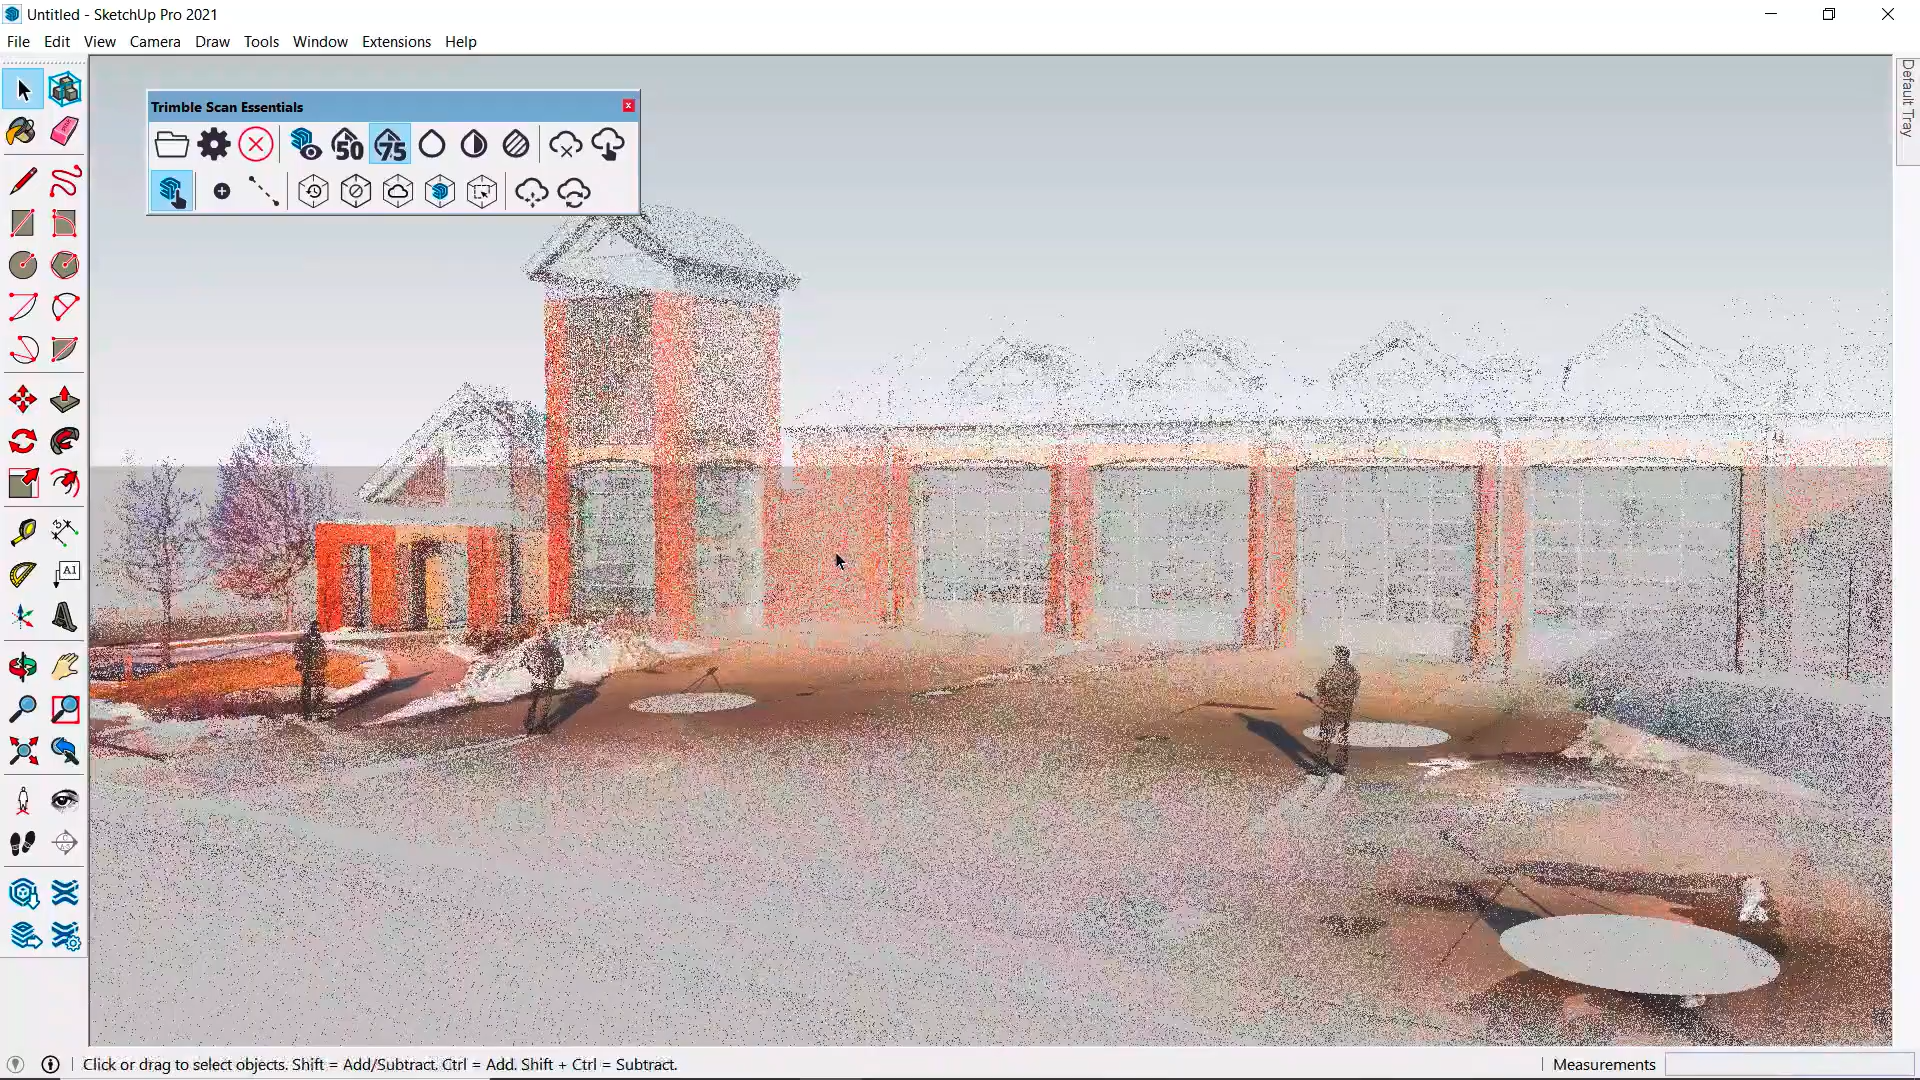 Untitled - SketchUp Pro 2021
File Edit View Camera Draw Tools Window Extensions Help
Default Tray
Trimble Scan Essentials
50 75
A1
Click or drag to select objects. Shift = Add/Subtract. Ctrl = Add. Shift + Ctrl = Subtract.
Measurements